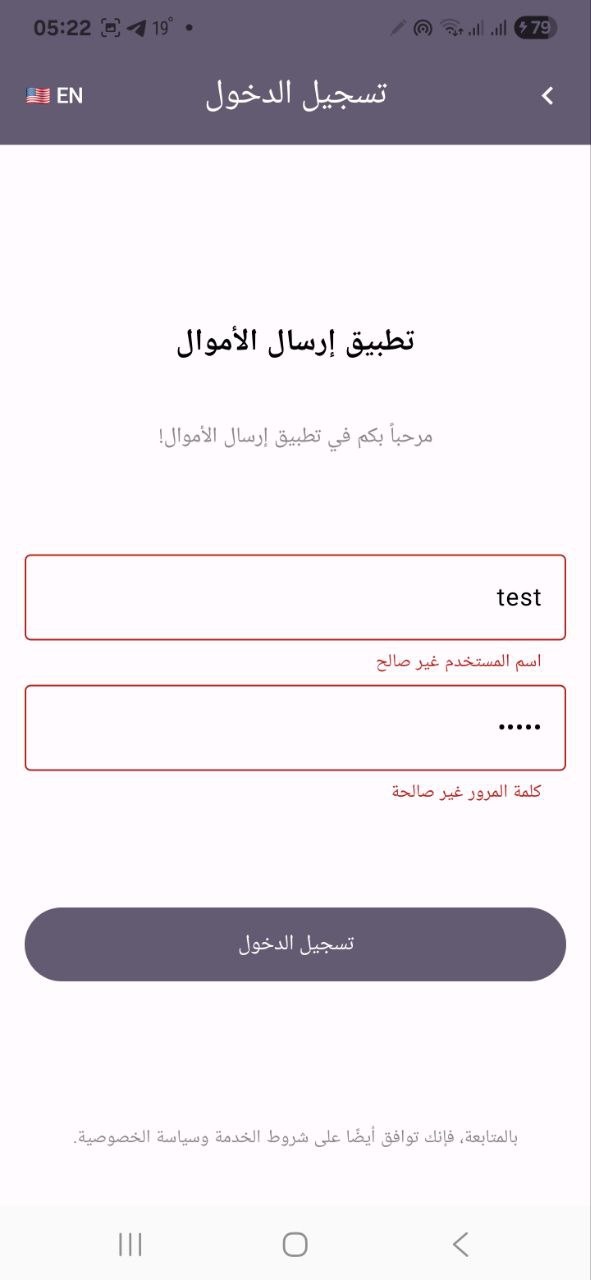 05:22 19° 79
EN تسجيل الدخول
تطبيق إرسال الأموال
مرحباً بكم في تطبيق إرسال الأموال!
test
اسم المستخدم غير صالح
•••••
كلمة المرور غير صالحة
تسجيل الدخول
بالمتابعة، فإنك توافق أيضًا على شروط الخدمة وسياسة الخصوصية.